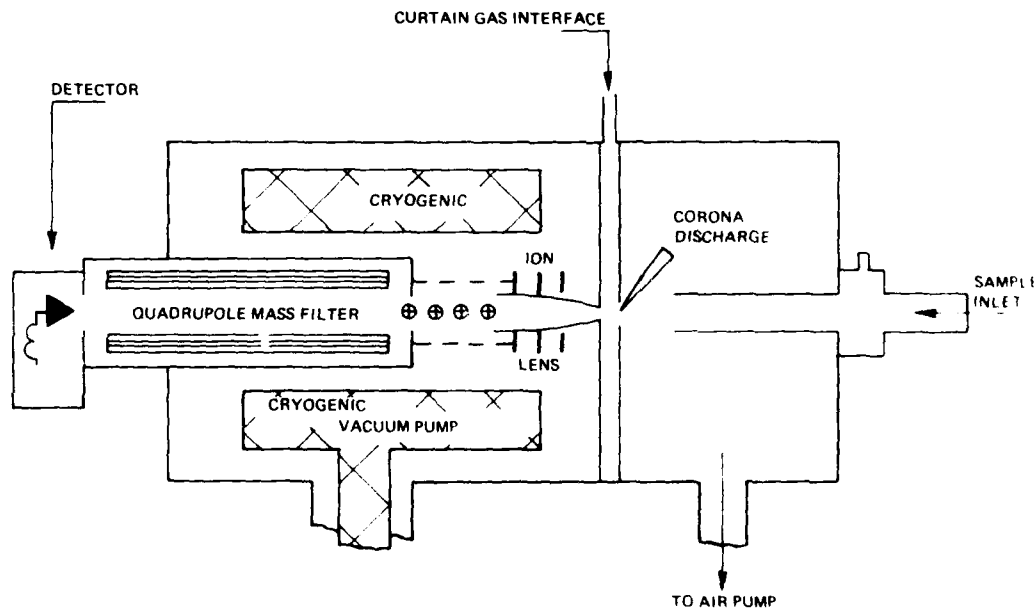 CURTAIN GAS INTERFACE
DETECTOR
CRYOGENIC
CORONA
DISCHARGE
ION
SAMPLE
INLET
QUADRUPOLE MASS FILTER
LENS
CRYOGENIC
VACUUM PUMP
TO AIR PUMP